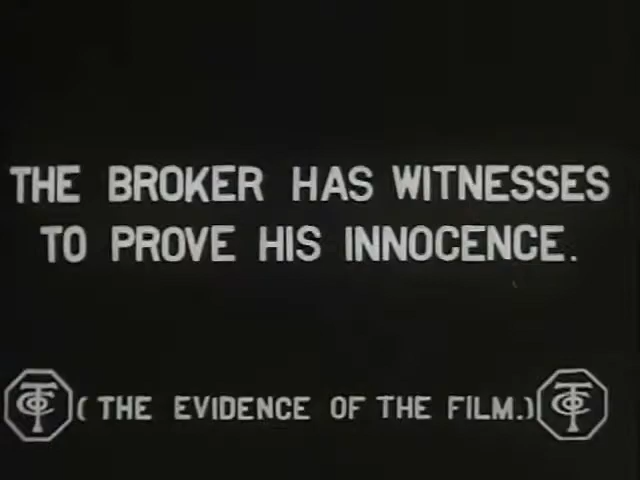 THE BROKER HAS WITNESSES
TO PROVE HIS INNOCENCE.
(THE EVIDENCE OF THE FILM.)